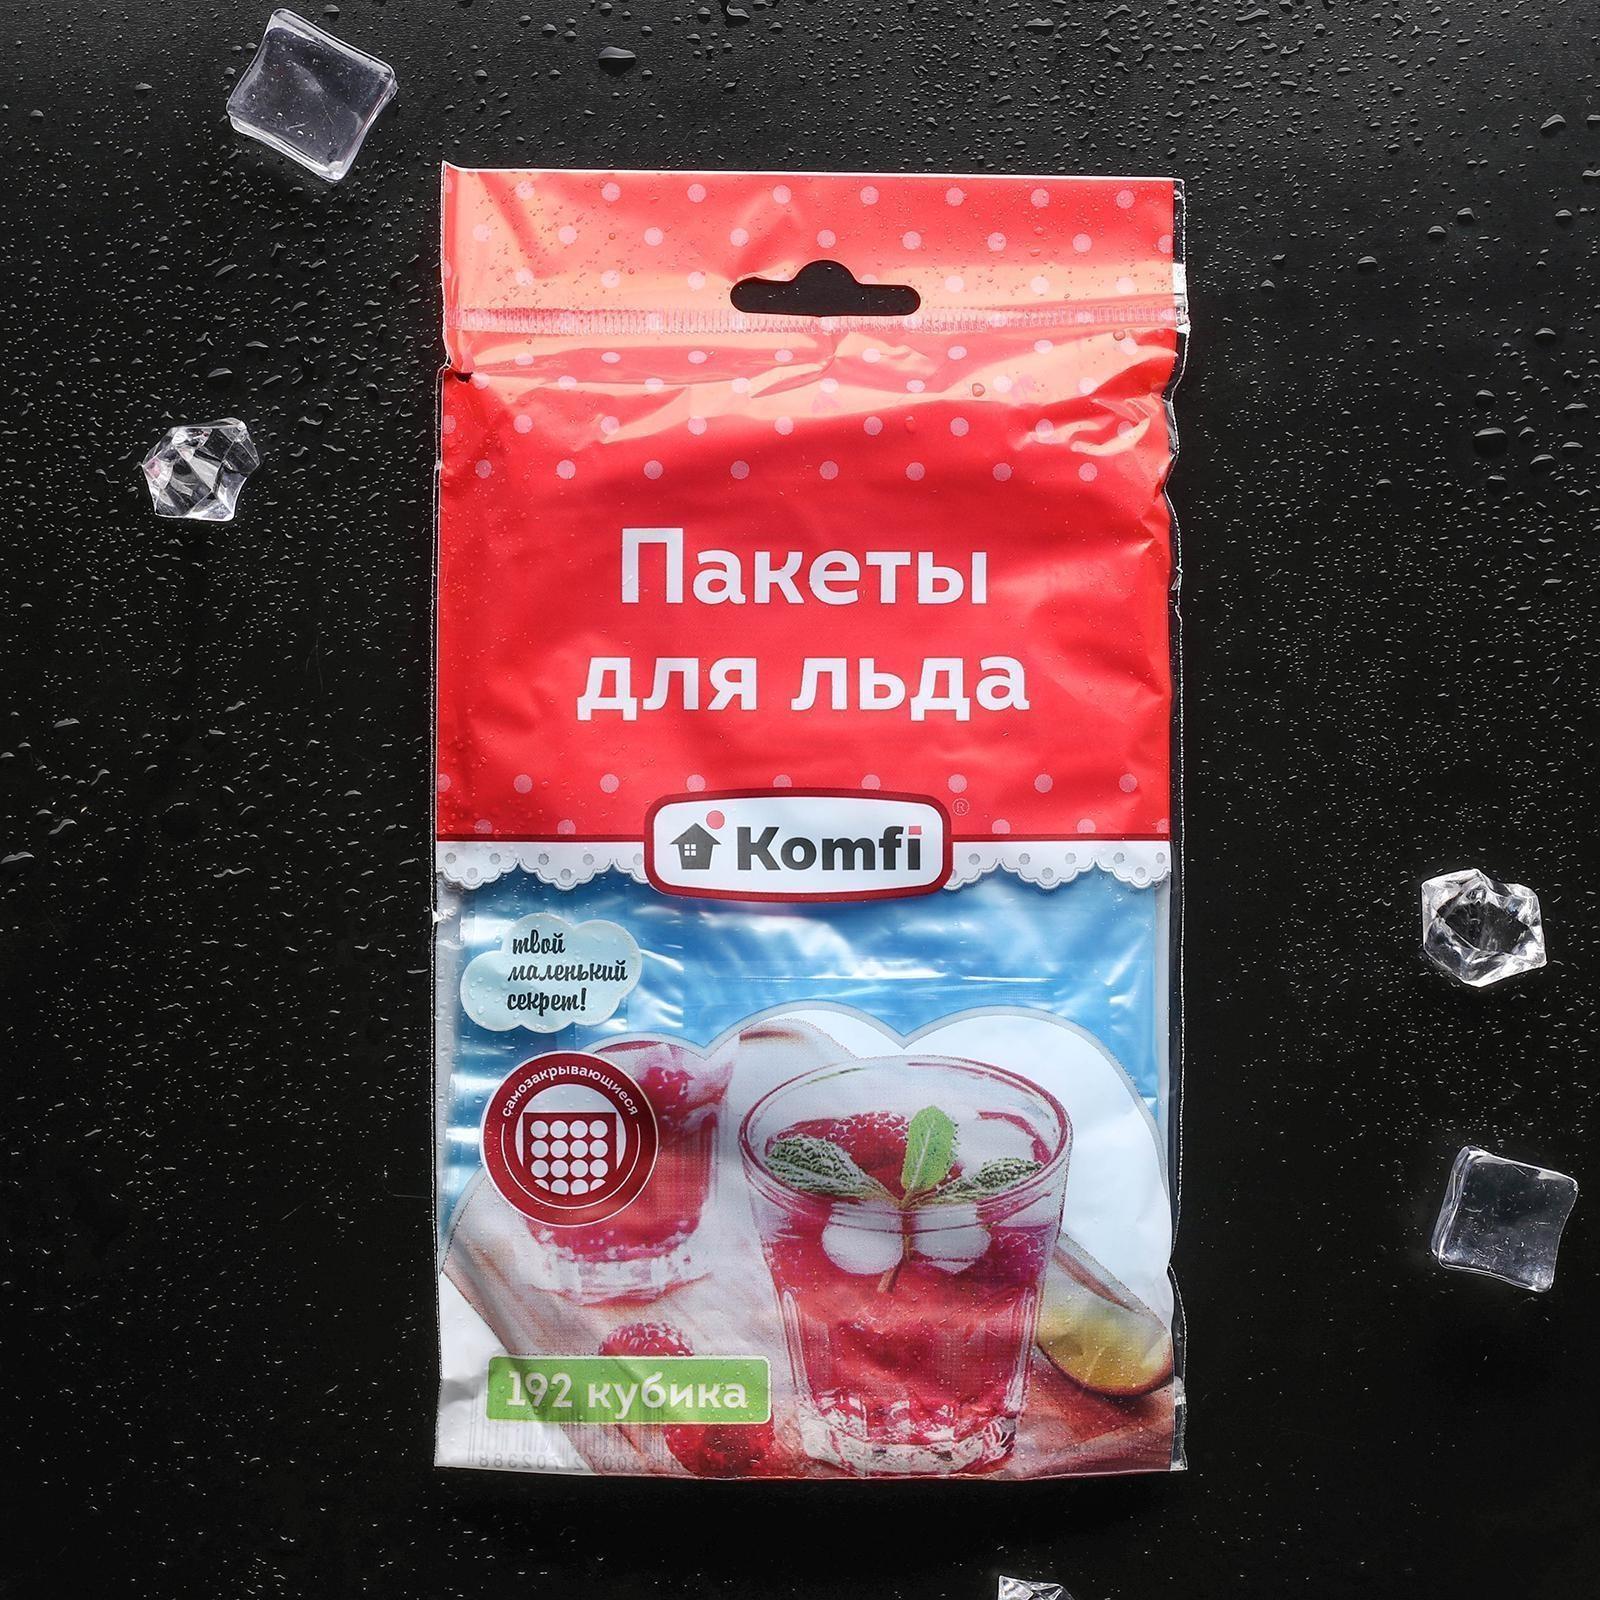 Пакеты
для льда
Komfi
®
твой
маленький
секрет!
самозакрывающиеся
192 кубика